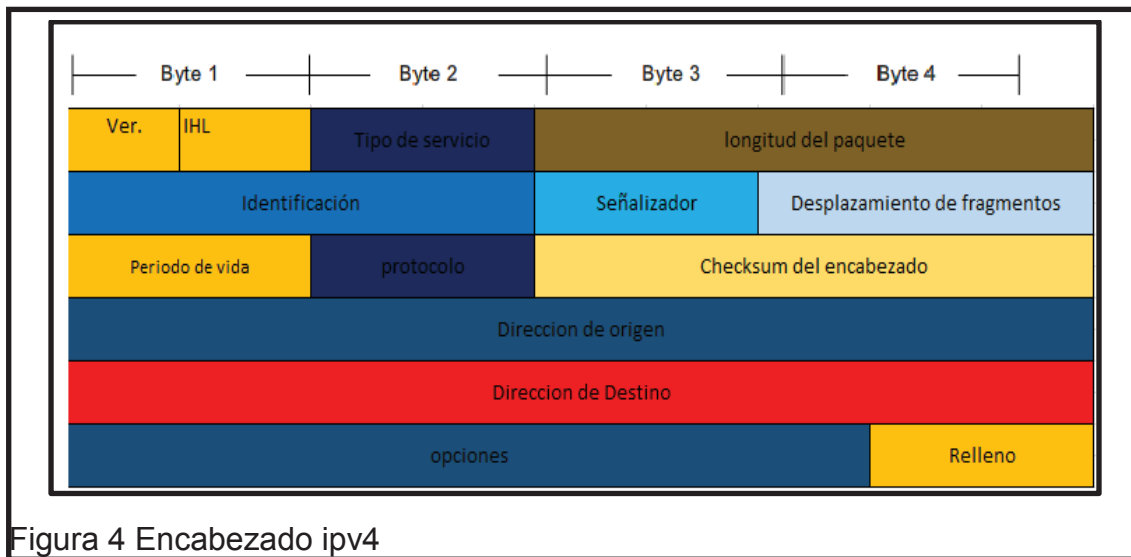 Byte 1 Byte 2 Byte 3 Byte 4
Ver. IHL Tipo de servicio longitud del paquete
Identificación Señalizador Desplazamiento de fragmentos
Periodo de vida protocolo Checksum del encabezado
Direccion de origen
Direccion de Destino
opciones Relleno
Figura 4 Encabezado ipv4